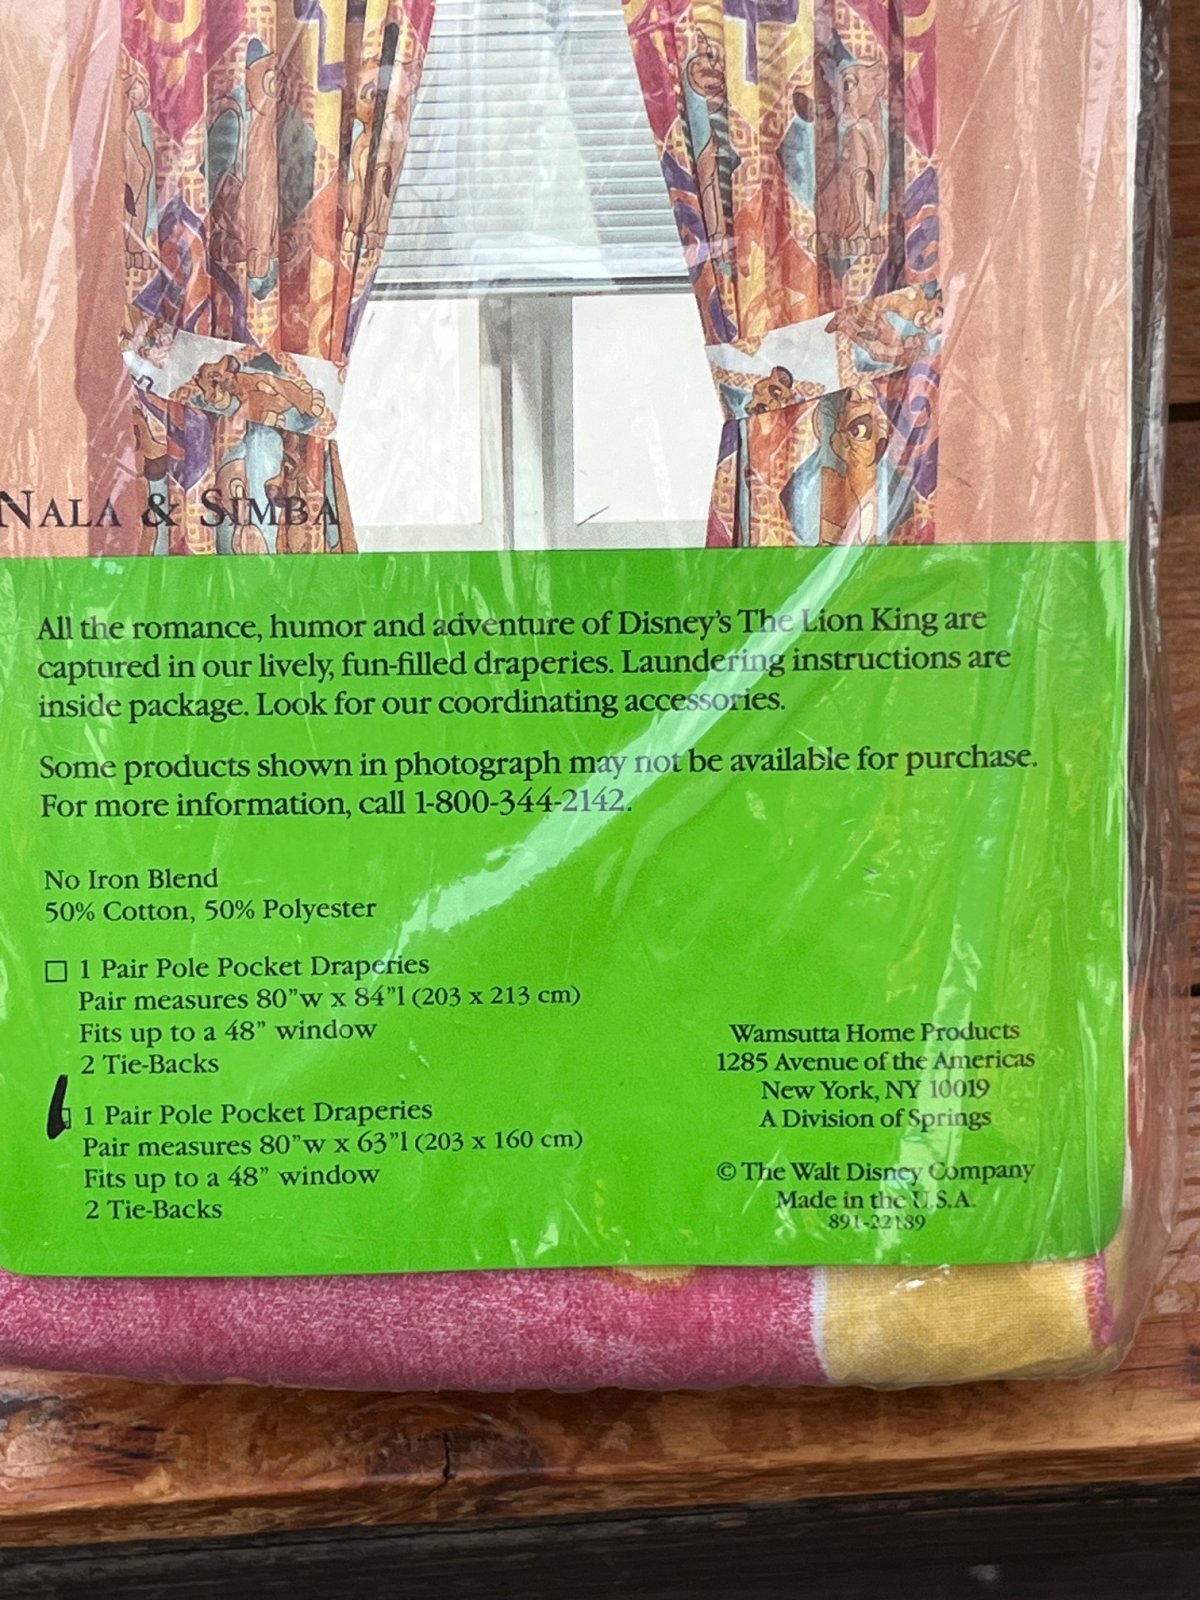 NALA & SIMBA
All the romance, humor and adventure of Disney's The Lion King are
captured in our lively, fun-filled draperies. Laundering instructions are
inside package. Look for our coordinating accessories.
Some products shown in photograph may not be available for purchase.
For more information, call 1-800-344-2142.
No Iron Blend
50% Cotton, 50% Polyester
1 Pair Pole Pocket Draperies
Pair measures 80”w x 84”l (203 x 213 cm)
Fits up to a 48” window
2 Tie-Backs
1 Pair Pole Pocket Draperies
Pair measures 80”w x 63”l (203 x 160 cm)
Fits up to a 48” window
2 Tie-Backs
Wamsutta Home Products
1285 Avenue of the Americas
New York, NY 10019
A Division of Springs
© The Walt Disney Company
Made in the U.S.A.
891-22189